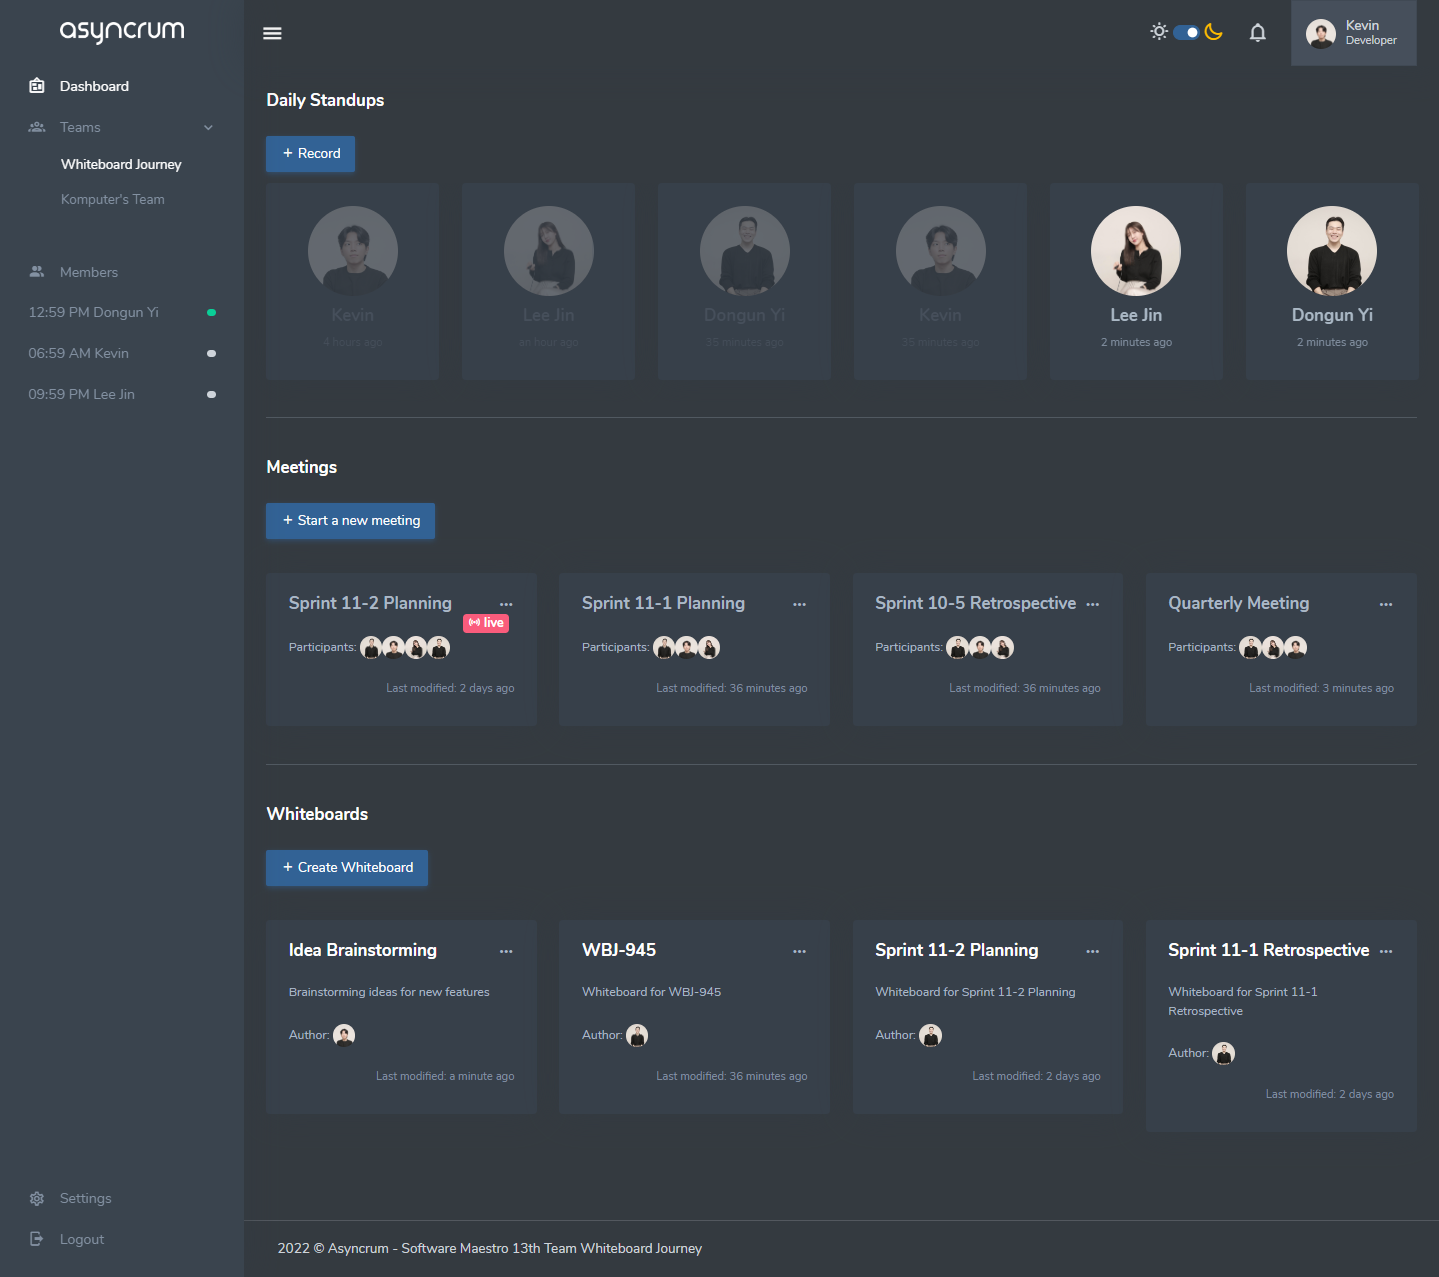 asyncrum
Dashboard
Teams
Whiteboard Journey
Komputer's Team
Members
12:59 PM Dongun Yi
06:59 AM Kevin
09:59 PM Lee Jin
Settings
Logout
Kevin
Developer
Daily Standups
+ Record
Kevin
4 hours ago
Lee Jin
an hour ago
Dongun Yi
35 minutes ago
Kevin
35 minutes ago
Lee Jin
2 minutes ago
Dongun Yi
2 minutes ago
Meetings
+ Start a new meeting
Sprint 11-2 Planning
live
Participants:
Last modified: 2 days ago
Sprint 11-1 Planning
Participants:
Last modified: 36 minutes ago
Sprint 10-5 Retrospective
Participants:
Last modified: 36 minutes ago
Quarterly Meeting
Participants:
Last modified: 3 minutes ago
Whiteboards
+ Create Whiteboard
Idea Brainstorming
Brainstorming ideas for new features
Author:
Last modified: a minute ago
WBJ-945
Whiteboard for WBJ-945
Author:
Last modified: 36 minutes ago
Sprint 11-2 Planning
Whiteboard for Sprint 11-2 Planning
Author:
Last modified: 2 days ago
Sprint 11-1 Retrospective
Whiteboard for Sprint 11-1
Retrospective
Author:
Last modified: 2 days ago
2022 © Asyncrum - Software Maestro 13th Team Whiteboard Journey